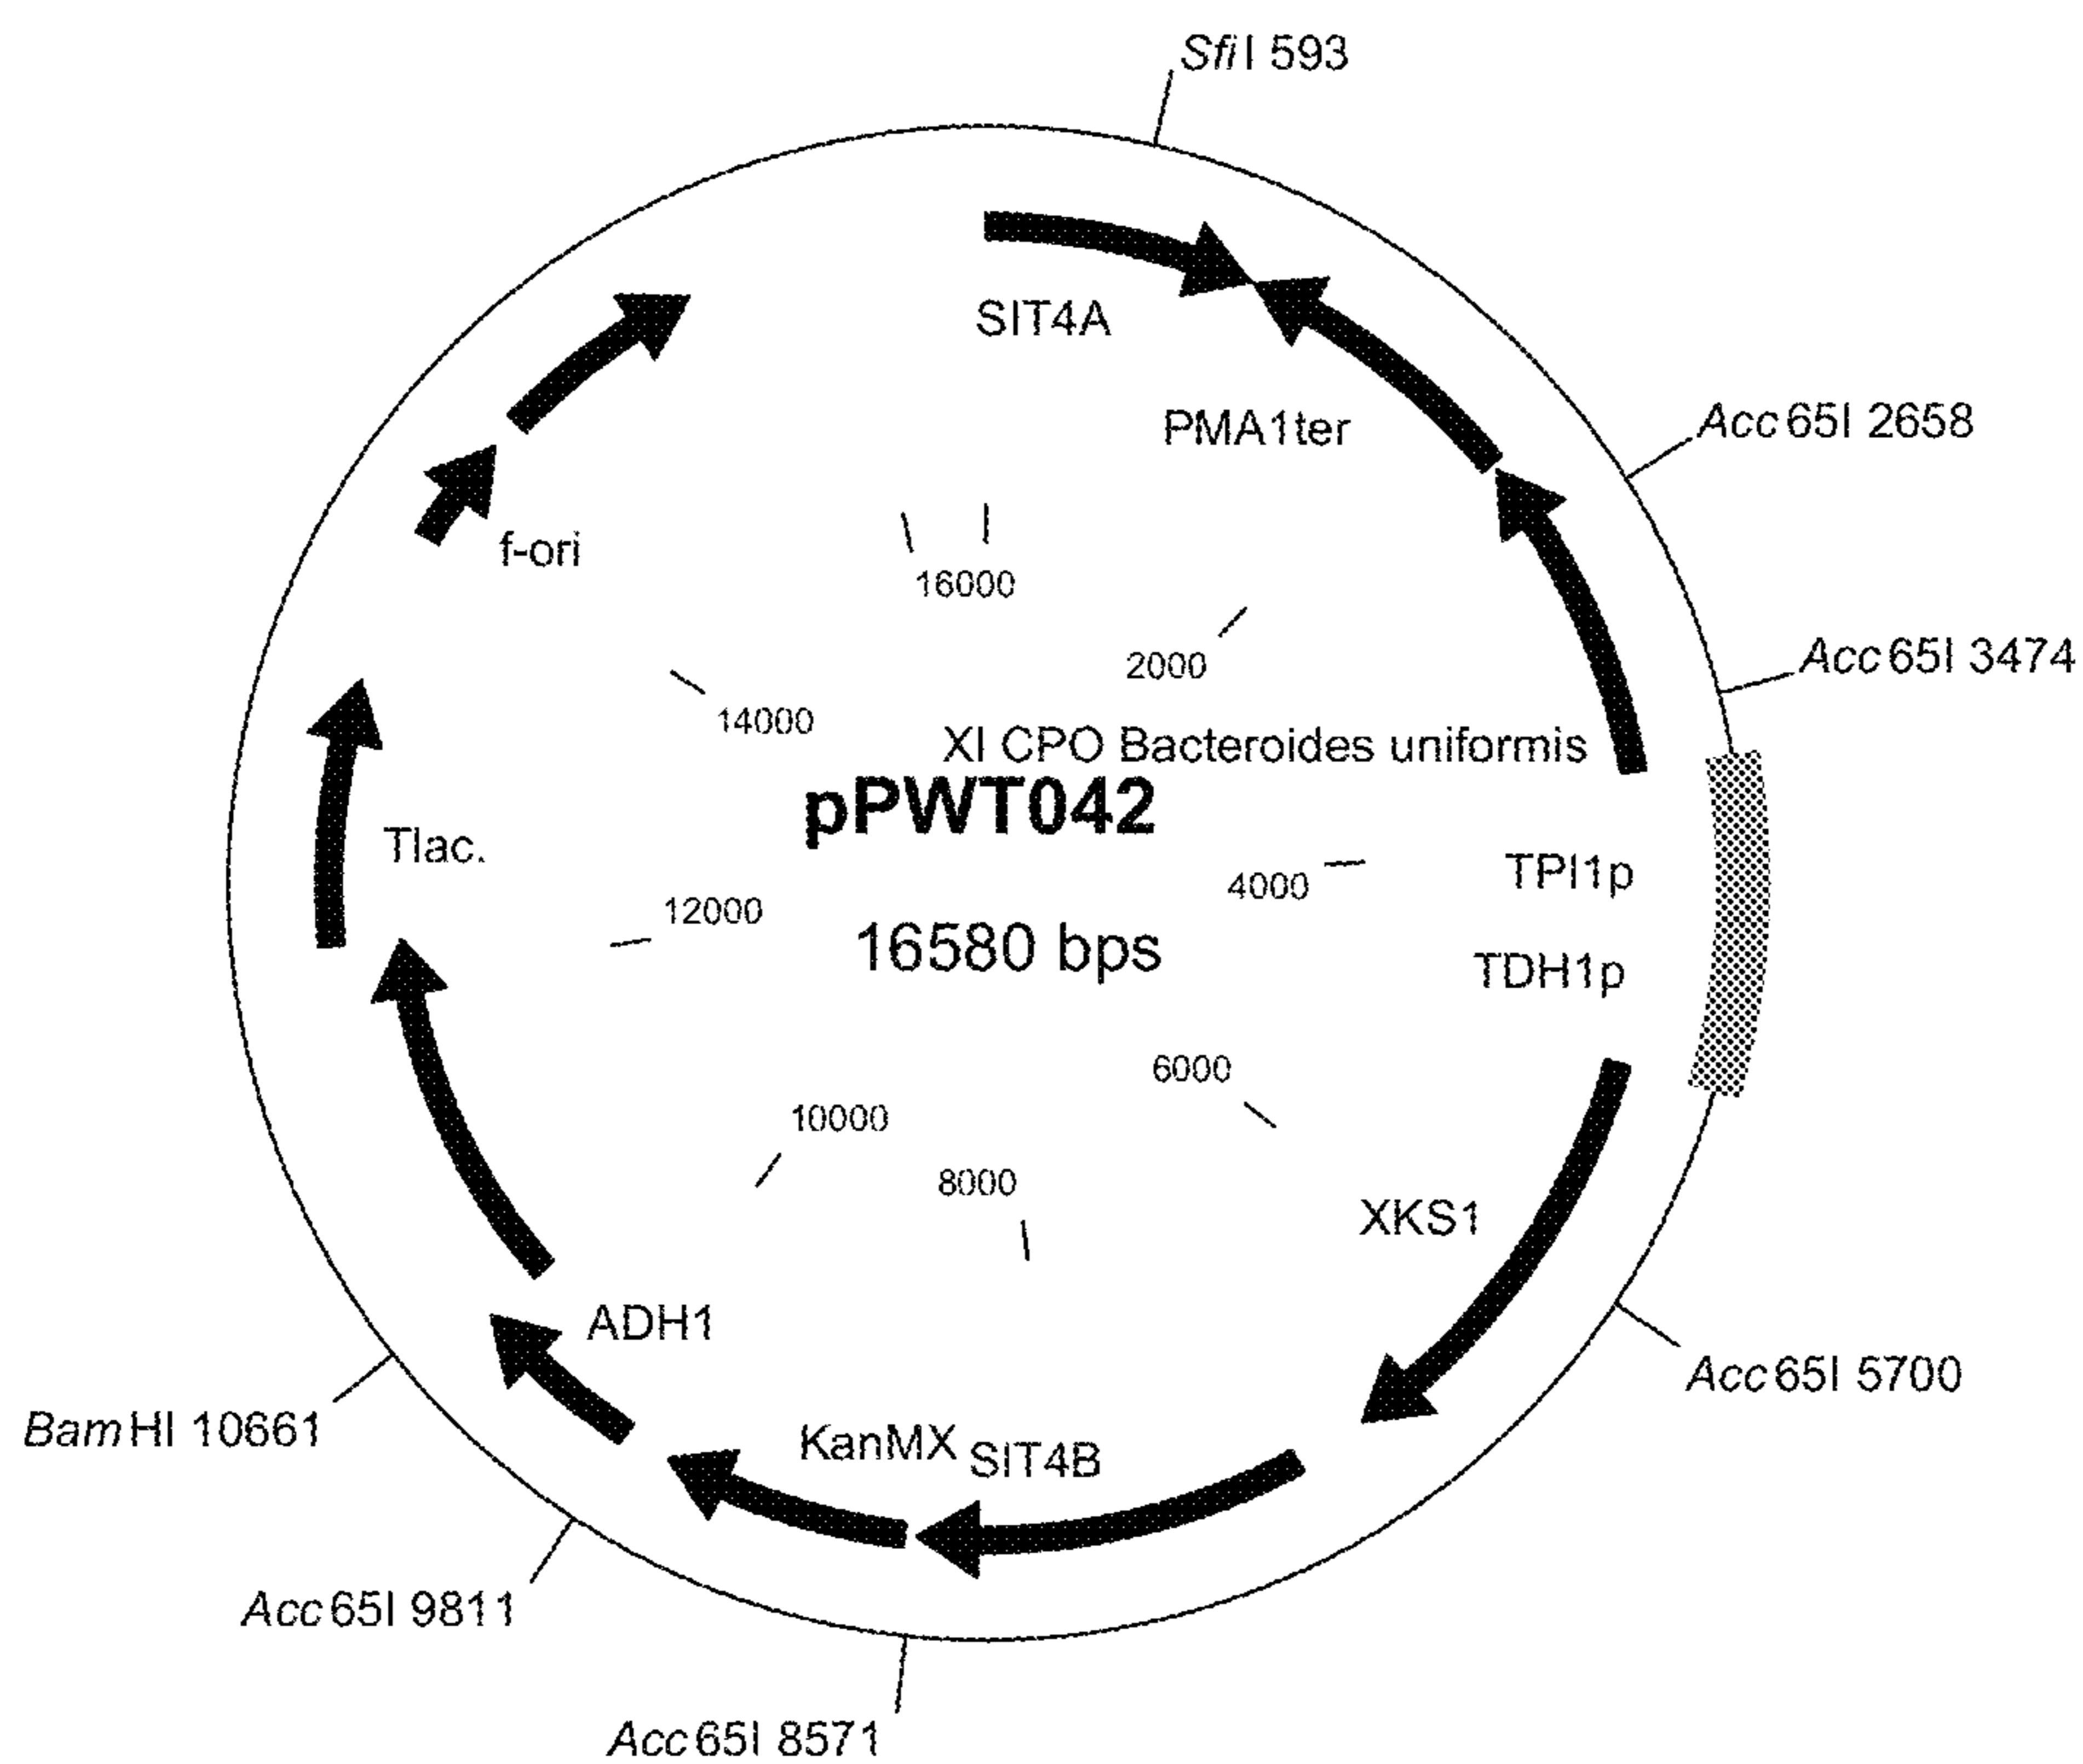 SfiI 593
SIT4A
Acc65I 2658
PMA1ter
f-ori
16000
2000
Acc65I 3474
14000
XI CPO Bacteroides uniformis
pPWT042
Tlac.
TPI1p
4000
12000
16580 bps
TDH1p
6000
10000
8000
XKS1
ADH1
Acc65I 5700
BamHI 10661
KanMX
SIT4B
Acc65I 9811
Acc65I 8571